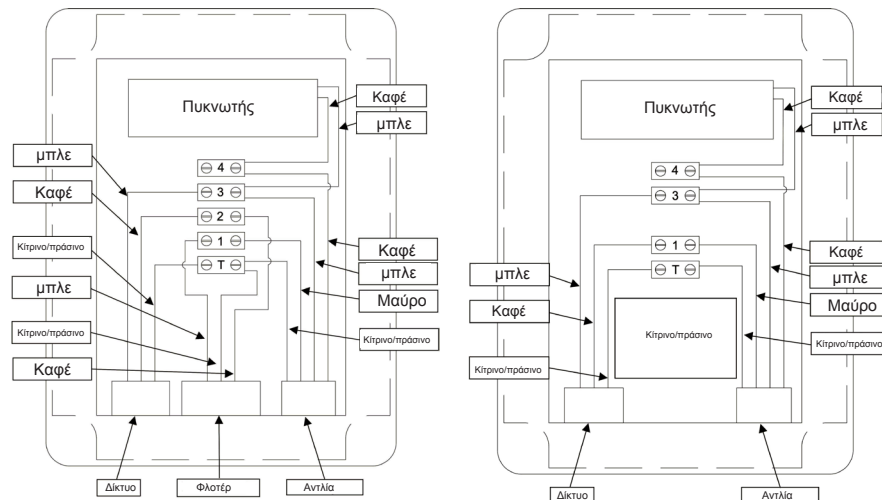 Πυκνωτής
Καφέ
μπλε
μπλε
Καφέ
Κίτρινο/πράσινο
μπλε
Κίτρινο/πράσινο
Καφέ
4
3
2
1
T
Καφέ
μπλε
Μαύρο
Κίτρινο/πράσινο
Δίκτυο
Φλοτέρ
Αντλία
Πυκνωτής
Καφέ
μπλε
4
3
1
T
μπλε
Καφέ
Κίτρινο/πράσινο
Κίτρινο/πράσινο
Καφέ
μπλε
Μαύρο
Κίτρινο/πράσινο
Δίκτυο
Αντλία